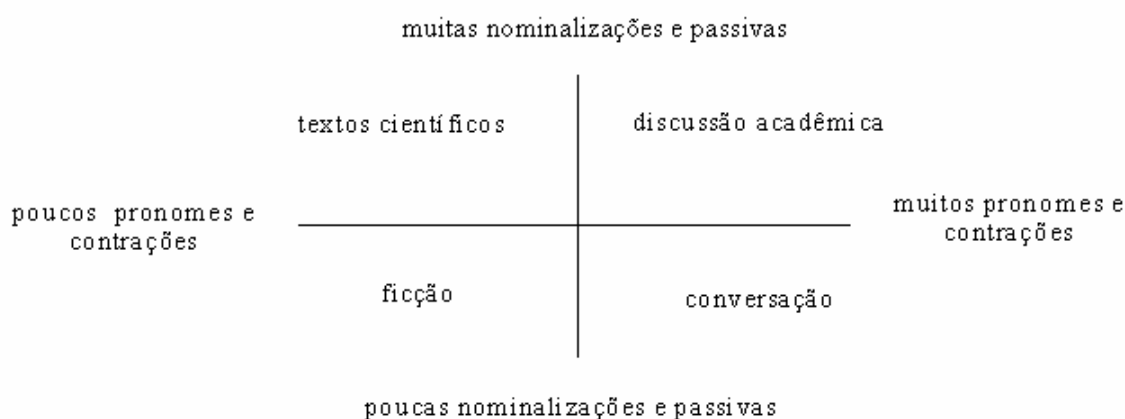 muitas nominalizações e passivas
textos científicos
discussão acadêmica
poucos pronomes e
contrações
muitos pronomes e
contrações
ficção
conversação
poucas nominalizações e passivas